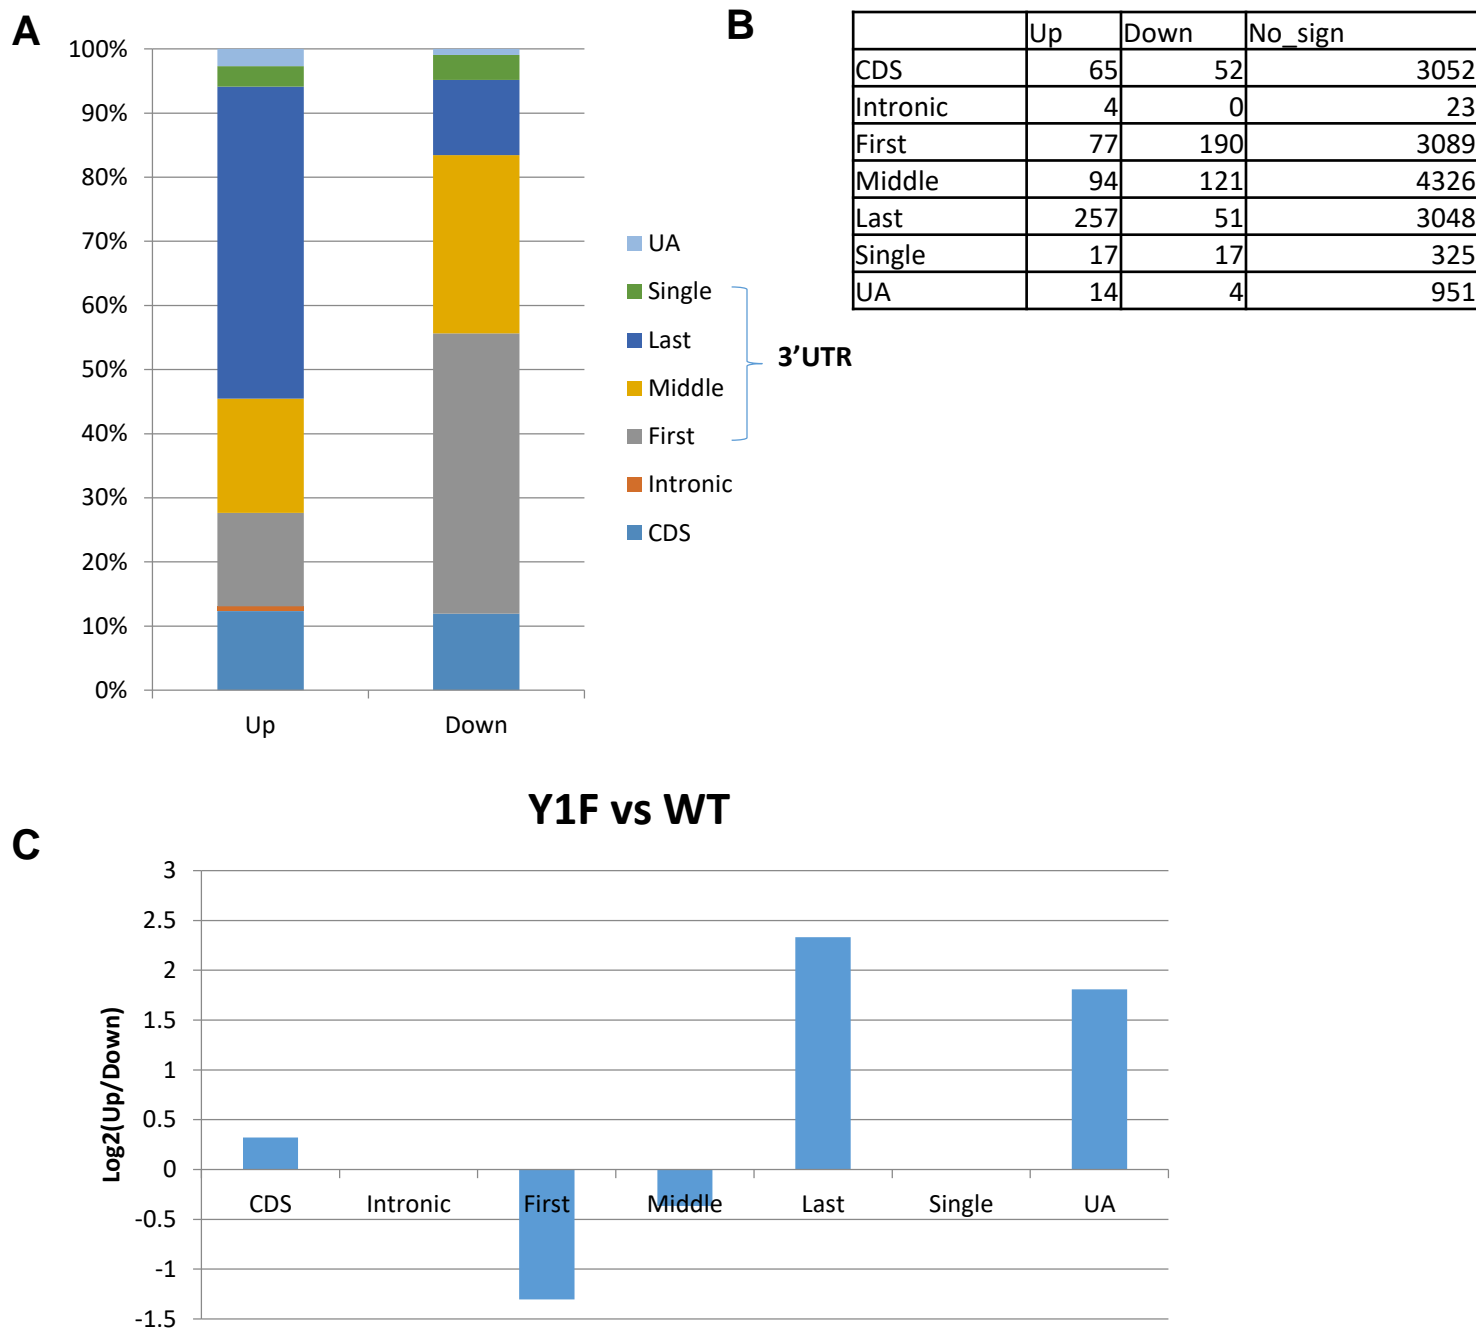 A
100%
90%
80%
70%
60%
50%
40%
30%
20%
10%
0%
Up Down
UA
Single
Last
Middle
First
Intronic
CDS
3’UTR
B
Up Down No_sign
CDS 65 52 3052
Intronic 4 0 23
First 77 190 3089
Middle 94 121 4326
Last 257 51 3048
Single 17 17 325
UA 14 4 951
Y1F vs WT
C
Log2(Up/Down)
3
2.5
2
1.5
1
0.5
0
-0.5
-1
-1.5
CDS Intronic First Middle Last Single UA